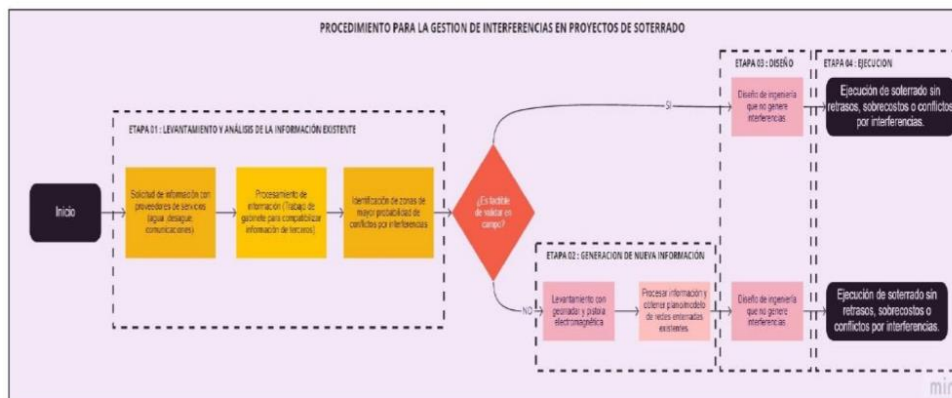 PROCEDIMIENTO PARA LA GESTION DE INTERFERENCIAS EN PROYECTOS DE SOTERRADO
ETAPA 01 : LEVANTAMIENTO Y ANÁLISIS DE LA INFORMACIÓN EXISTENTE
Inicio
Solicitud de información con
proveedores de servicios
(agua, desague,
comunicaciones)
Procesamiento de
información (Trabajo de
gabinete para compatibilizar
información de terceros)
Identificación de zonas de
mayor probabilidad de
conflictos por interferencias
¿Es factible
de validar en
campo?
SI
ETAPA 03 : DISEÑO
Diseño de ingeniería
que no genere
interferencias
ETAPA 04 : EJECUCION
Ejecución de soterrado sin
retrasos, sobrecostos o conflictos
por interferencias.
NO
ETAPA 02 : GENERACION DE NUEVA INFORMACIÓN
Levantamiento con
georadar y pistola
electromagnética
Procesar información y
obtener plano/modelo
de redes enterradas
existentes.
Diseño de ingeniería
que no genere
interferencias
Ejecución de soterrado sin
retrasos, sobrecostos o
conflictos por interferencias.